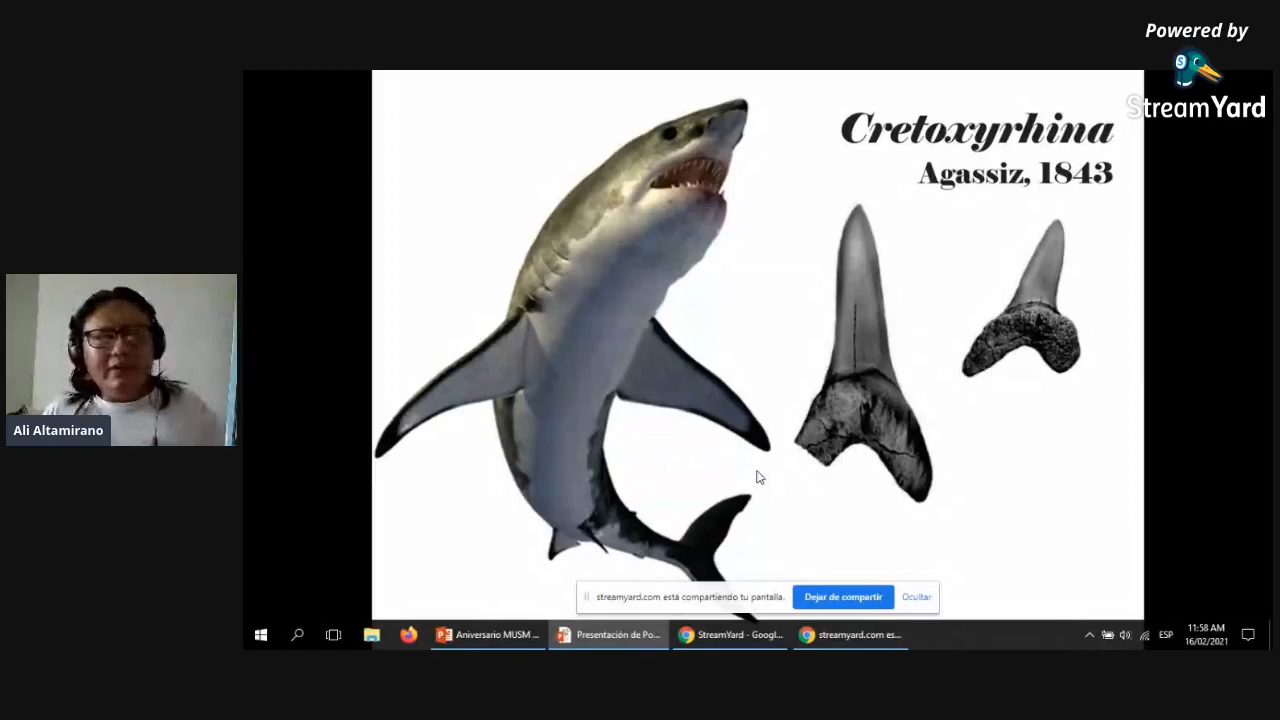 Powered by
StreamYard
Cretoxyrhina
Agassiz, 1843
Ali Altamirano
streamyard.com está compartiendo tu pantalla.
Dejar de compartir
Ocultar
Aniversario MUSM ...
Presentación de Po...
StreamYard - Googl...
streamyard.com es...
ESP
11:58 AM
16/02/2021